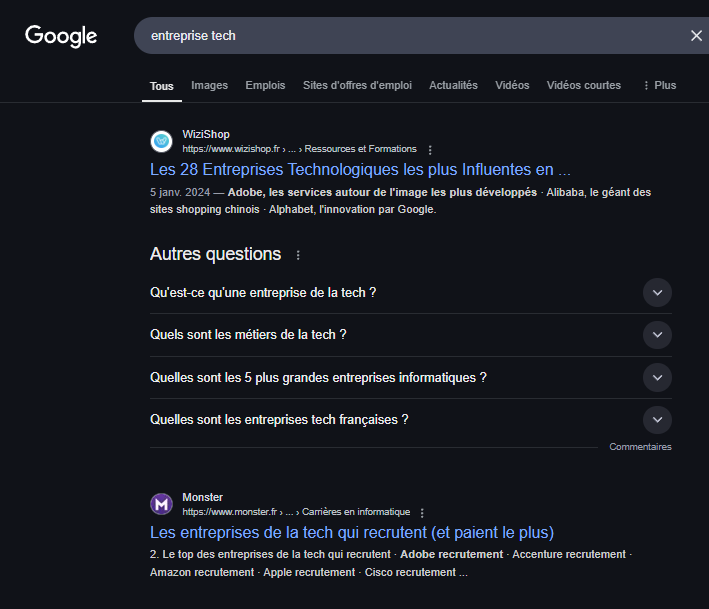 Google
entreprise tech
Tous Images Emplois Sites d'offres d'emploi Actualités Vidéos Vidéos courtes Plus
WiziShop
https://www.wizishop.fr › ... › Ressources et Formations
Les 28 Entreprises Technologiques les plus Influentes en ...
5 janv. 2024 — Adobe, les services autour de l'image les plus développés · Alibaba, le géant des
sites shopping chinois · Alphabet, l'innovation par Google.
Autres questions
Qu'est-ce qu'une entreprise de la tech ?
Quels sont les métiers de la tech ?
Quelles sont les 5 plus grandes entreprises informatiques ?
Quelles sont les entreprises tech françaises ?
Commentaires
M
Monster
https://www.monster.fr › ... › Carrières en informatique
Les entreprises de la tech qui recrutent (et paient le plus)
2. Le top des entreprises de la tech qui recrutent · Adobe recrutement · Accenture recrutement ·
Amazon recrutement · Apple recrutement · Cisco recrutement ...